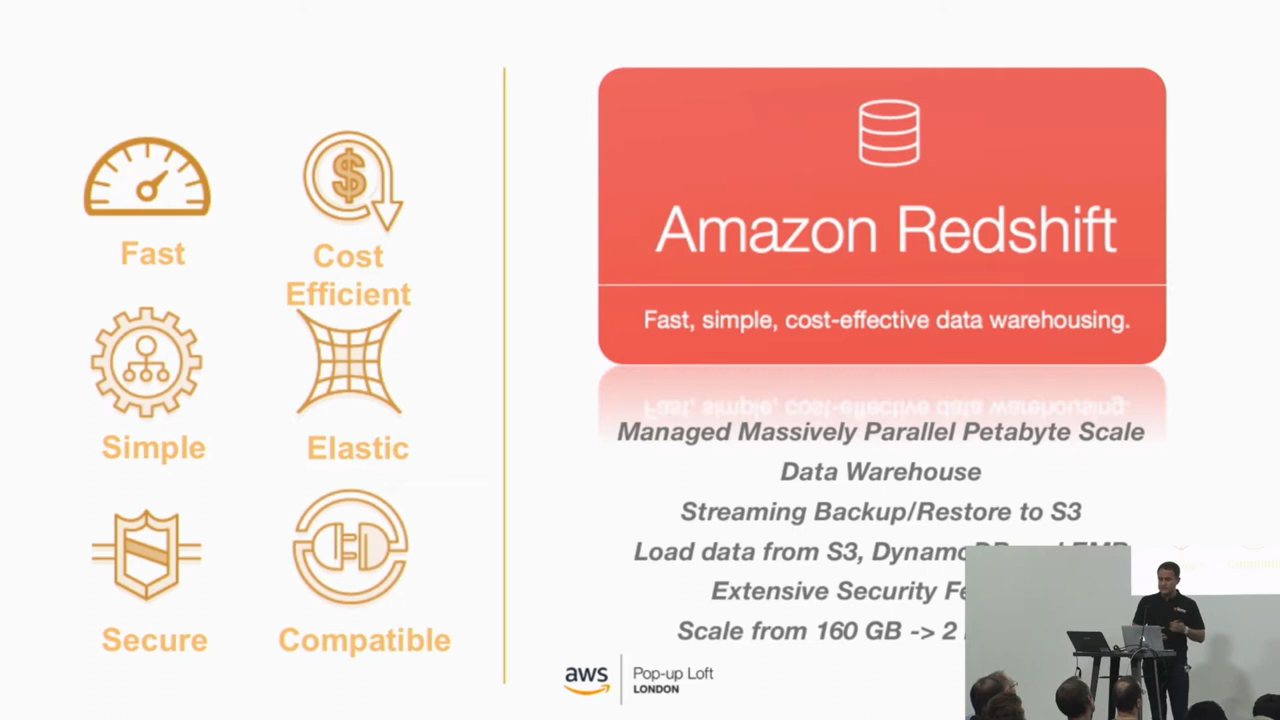 Fast
Cost
Efficient
Simple
Elastic
Secure
Compatible
Amazon Redshift
Fast, simple, cost-effective data warehousing.
Managed Massively Parallel Petabyte Scale
Data Warehouse
Streaming Backup/Restore to S3
Load data from S3,
Extensive Security
Scale from 160 GB -> 2
aws
Pop-up Loft
LONDON